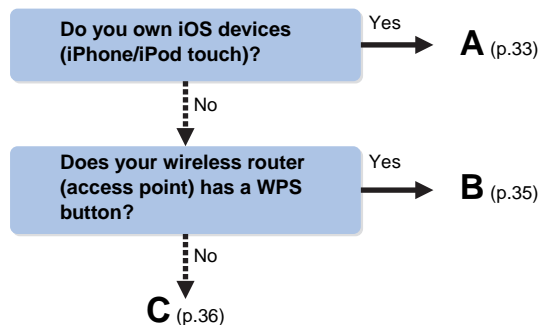 Do you own iOS devices
(iPhone/iPod touch)?
Yes
A (p.33)
No
Does your wireless router
(access point) has a WPS
button?
Yes
B (p.35)
No
C (p.36)